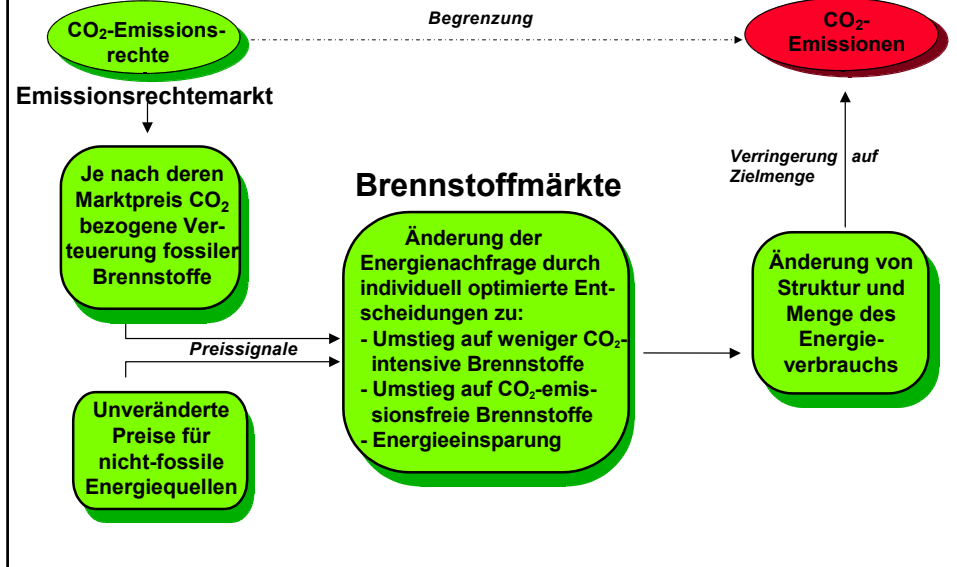 CO₂-Emissions-
rechte
Begrenzung
CO₂-
Emissionen
Emissionsrechtemarkt
Je nach deren
Marktpreis CO₂
bezogene Ver-
teuerung fossiler
Brennstoffe
Verringerung auf
Zielmenge
Brennstoffmärkte
Änderung der
Energienachfrage durch
individuell optimierte Ent-
scheidungen zu:
- Umstieg auf weniger CO₂-
intensive Brennstoffe
- Umstieg auf CO₂-emis-
sionsfreie Brennstoffe
- Energieeinsparung
Änderung von
Struktur und
Menge des
Energie-
verbrauchs
Preissignale
Unveränderte
Preise für
nicht-fossile
Energiequellen